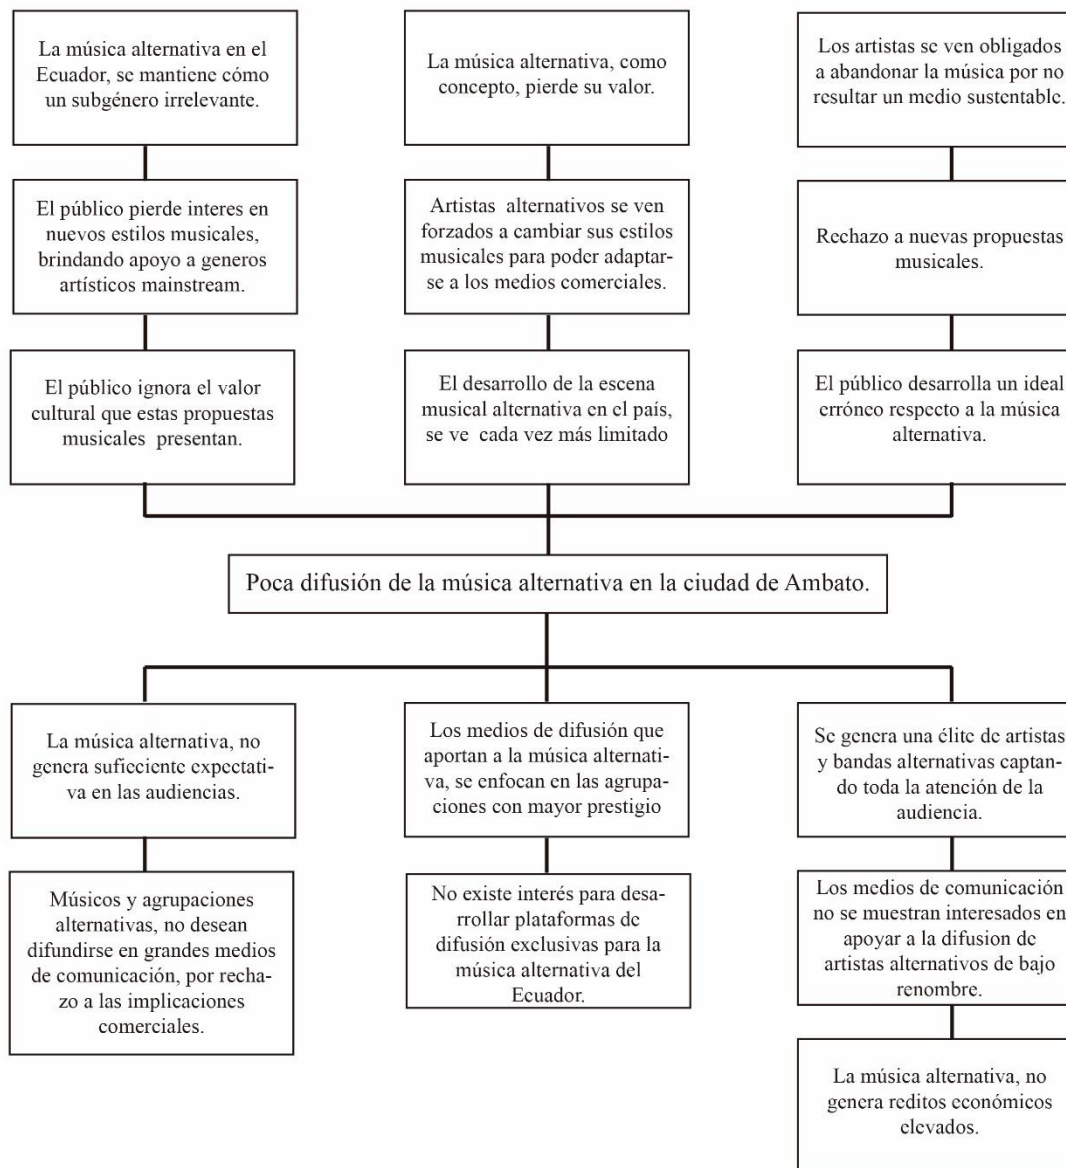 La música alternativa en el
Ecuador, se mantiene cómo
un subgénero irrelevante.
La música alternativa, como
concepto, pierde su valor.
Los artistas se ven obligados
a abandonar la música por no
resultar un medio sustentable.
El público pierde interes en
nuevos estilos musicales,
brindando apoyo a generos
artísticos mainstream.
Artistas alternativos se ven
forzados a cambiar sus estilos
musicales para poder adaptar-
se a los medios comerciales.
Rechazo a nuevas propuestas
musicales.
El público ignora el valor
cultural que estas propuestas
musicales presentan.
El desarrollo de la escena
musical alternativa en el país,
se ve cada vez más limitado
El público desarrolla un ideal
erróneo respecto a la música
alternativa.
Poca difusión de la música alternativa en la ciudad de Ambato.
La música alternativa, no
genera sufieciente expectati-
va en las audiencias.
Los medios de difusión que
aportan a la música alternati-
va, se enfocan en las agrupa-
ciones con mayor prestigio
Se genera una élite de artistas
y bandas alternativas captan-
do toda la atención de la
audiencia.
Músicos y agrupaciones
alternativas, no desean
difundirse en grandes medios
de comunicación, por recha-
zo a las implicaciones
comerciales.
No existe interés para desa-
rrollar plataformas de
difusión exclusivas para la
música alternativa del
Ecuador.
Los medios de comunicación
no se muestran interesados en
apoyar a la difusion de
artistas alternativos de bajo
renombre.
La música alternativa, no
genera reditos económicos
elevados.